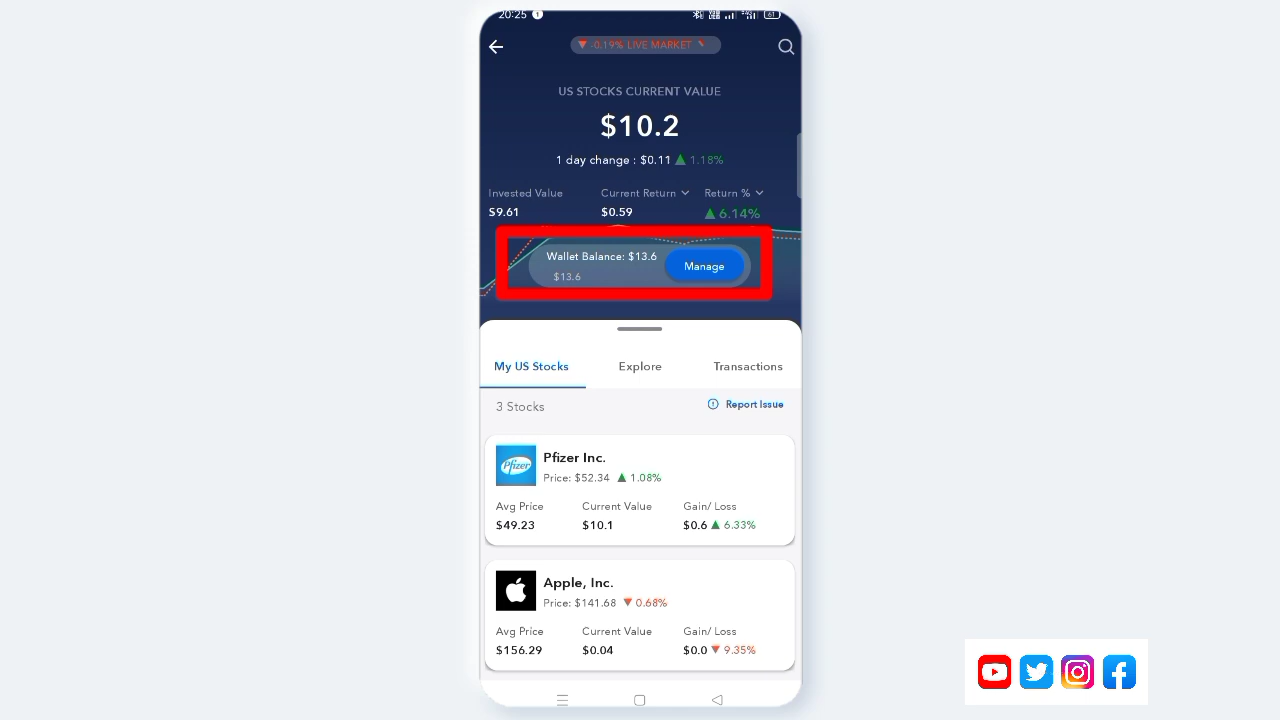 20:25
-0.19% LIVE MARKET
US STOCKS CURRENT VALUE
$10.2
1 day change : $0.11 ▲ 1.18%
Invested Value Current Return Return %
$9.61 $0.59 ▲ 6.14%
Wallet Balance: $13.6
$13.6
Manage
My US Stocks Explore Transactions
3 Stocks Report Issue
Pfizer
Pfizer Inc.
Price: $52.34 ▲ 1.08%
Avg Price Current Value Gain/ Loss
$49.23 $10.1 $0.6 ▲ 6.33%
Apple, Inc.
Price: $141.68 ▼ 0.68%
Avg Price Current Value Gain/ Loss
$156.29 $0.04 $0.0 ▼ 9.35%